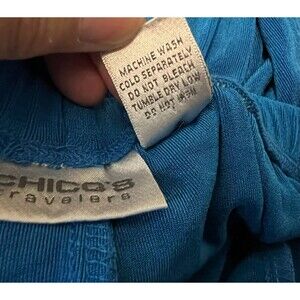 MACHINE WASH
COLD SEPARATELY
DO NOT BLEACH
TUMBLE DRY LOW
DO NOT IRON
CHICO'S
Travelers